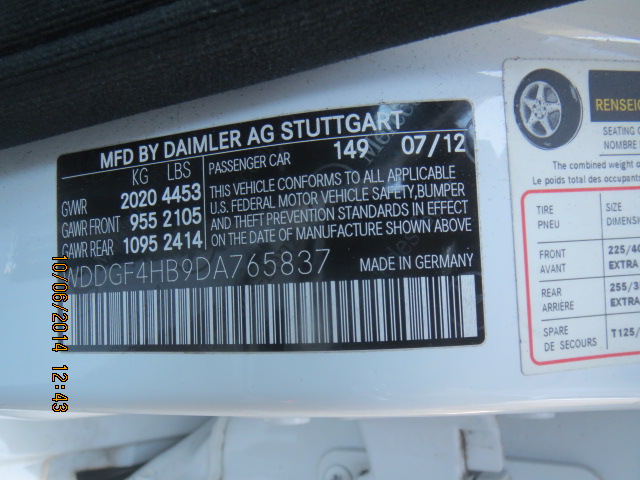 MFD BY DAIMLER AG STUTTGART
KG LBS PASSENGER CAR 149 07/12
GVWR 2020 4453
GAWR FRONT 955 2105
GAWR REAR 1095 2414
THIS VEHICLE CONFORMS TO ALL APPLICABLE
U.S. FEDERAL MOTOR VEHICLE SAFETY, BUMPER
AND THEFT PREVENTION STANDARDS IN EFFECT
ON THE DATE OF MANUFACTURE SHOWN ABOVE.
WDDGF4HB9DA765837 MADE IN GERMANY
RENSEIG
SEATING
NOMBRE
The combined weight
Le poids total des occupants
TIRE SIZE
PNEU DIMENSI
FRONT 225/40
AVANT EXTRA
REAR 255/3
ARRIÈRE EXTRA
SPARE T125/
DE SECOURS
10/06/2014 12:43